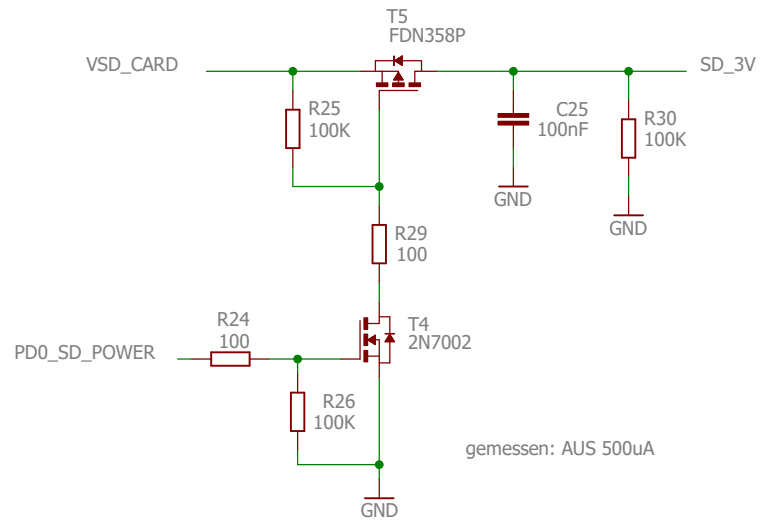 T5
FDN358P
VSD_CARD
SD_3V
R25
100K
C25
100nF
R30
100K
GND
GND
R29
100
R24
100
T4
2N7002
PD0_SD_POWER
R26
100K
gemessen: AUS 500uA
GND